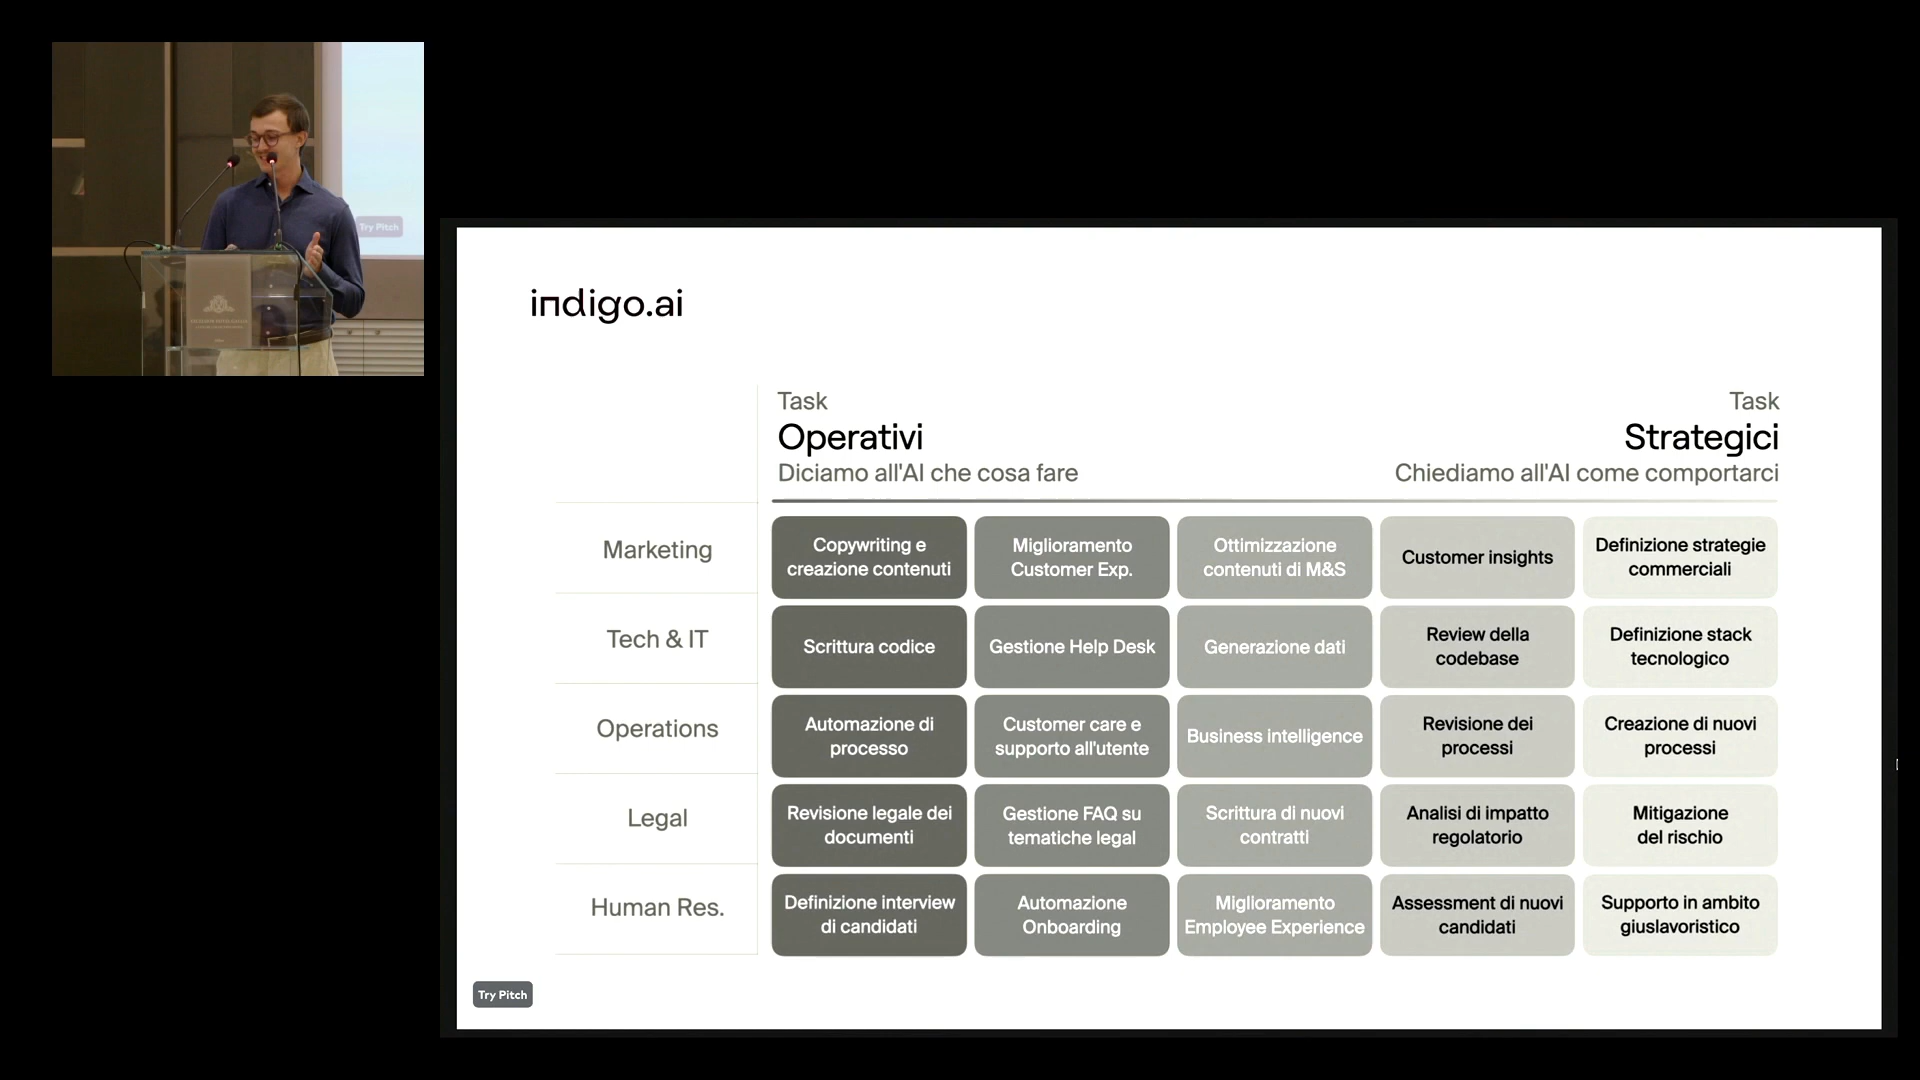 Try Pitch
indigo.ai
Task
Operativi
Diciamo all'AI che cosa fare
Task
Strategici
Chiediamo all'AI come comportarci
Marketing
Copywriting e
creazione contenuti
Miglioramento
Customer Exp.
Ottimizzazione
contenuti di M&S
Customer insights
Definizione strategie
commerciali
Tech & IT
Scrittura codice
Gestione Help Desk
Generazione dati
Review della
codebase
Definizione stack
tecnologico
Operations
Automazione di
processo
Customer care e
supporto all'utente
Business intelligence
Revisione dei
processi
Creazione di nuovi
processi
Legal
Revisione legale dei
documenti
Gestione FAQ su
tematiche legal
Scrittura di nuovi
contratti
Analisi di impatto
regolatorio
Mitigazione
del rischio
Human Res.
Definizione interview
di candidati
Automazione
Onboarding
Miglioramento
Employee Experience
Assessment di nuovi
candidati
Supporto in ambito
giuslavoristico
Try Pitch